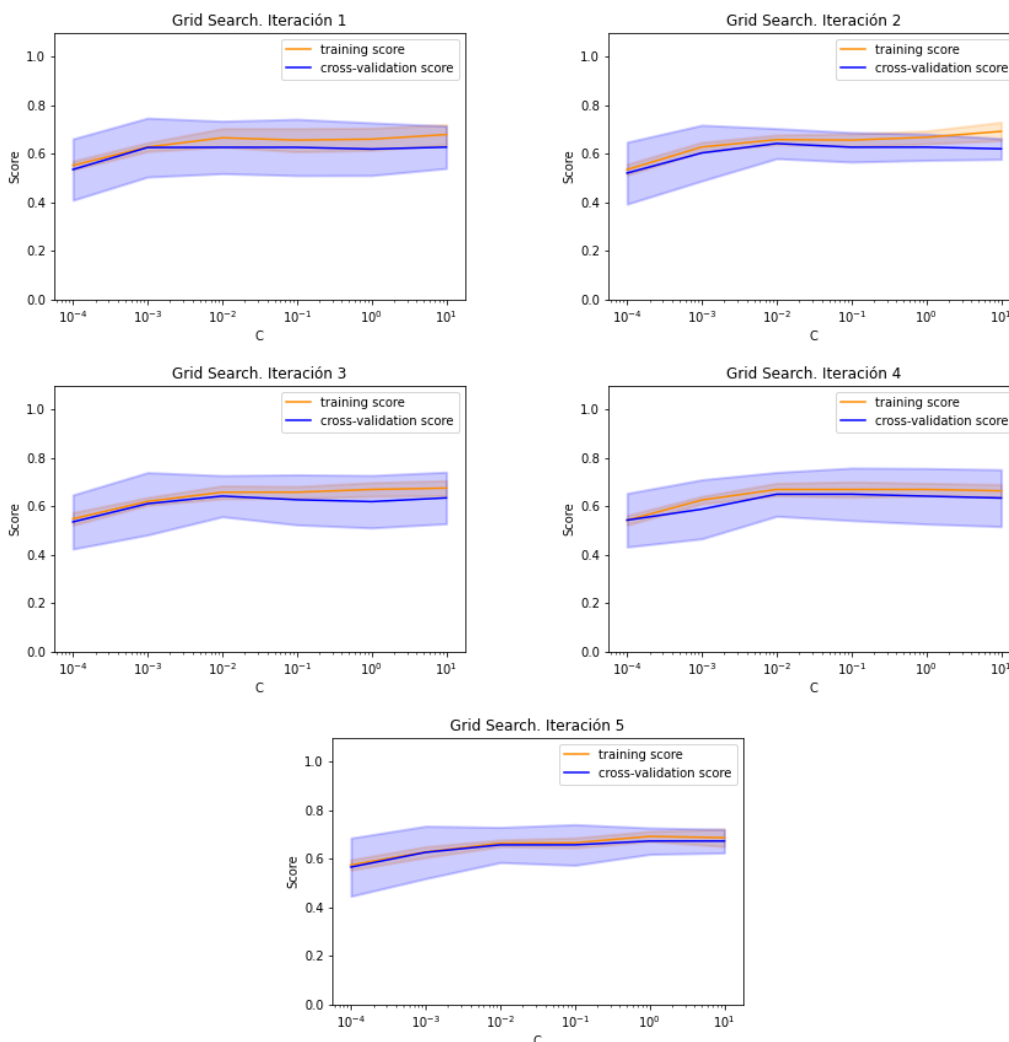 Grid Search. Iteración 1
training score
cross-validation score
1.0
0.8
0.6
0.4
0.2
0.0
Score
10⁻⁴
10⁻³
10⁻²
10⁻¹
10⁰
10¹
C
Grid Search. Iteración 2
training score
cross-validation score
1.0
0.8
0.6
0.4
0.2
0.0
Score
10⁻⁴
10⁻³
10⁻²
10⁻¹
10⁰
10¹
C
Grid Search. Iteración 3
training score
cross-validation score
1.0
0.8
0.6
0.4
0.2
0.0
Score
10⁻⁴
10⁻³
10⁻²
10⁻¹
10⁰
10¹
C
Grid Search. Iteración 4
training score
cross-validation score
1.0
0.8
0.6
0.4
0.2
0.0
Score
10⁻⁴
10⁻³
10⁻²
10⁻¹
10⁰
10¹
C
Grid Search. Iteración 5
training score
cross-validation score
1.0
0.8
0.6
0.4
0.2
0.0
Score
10⁻⁴
10⁻³
10⁻²
10⁻¹
10⁰
10¹
C